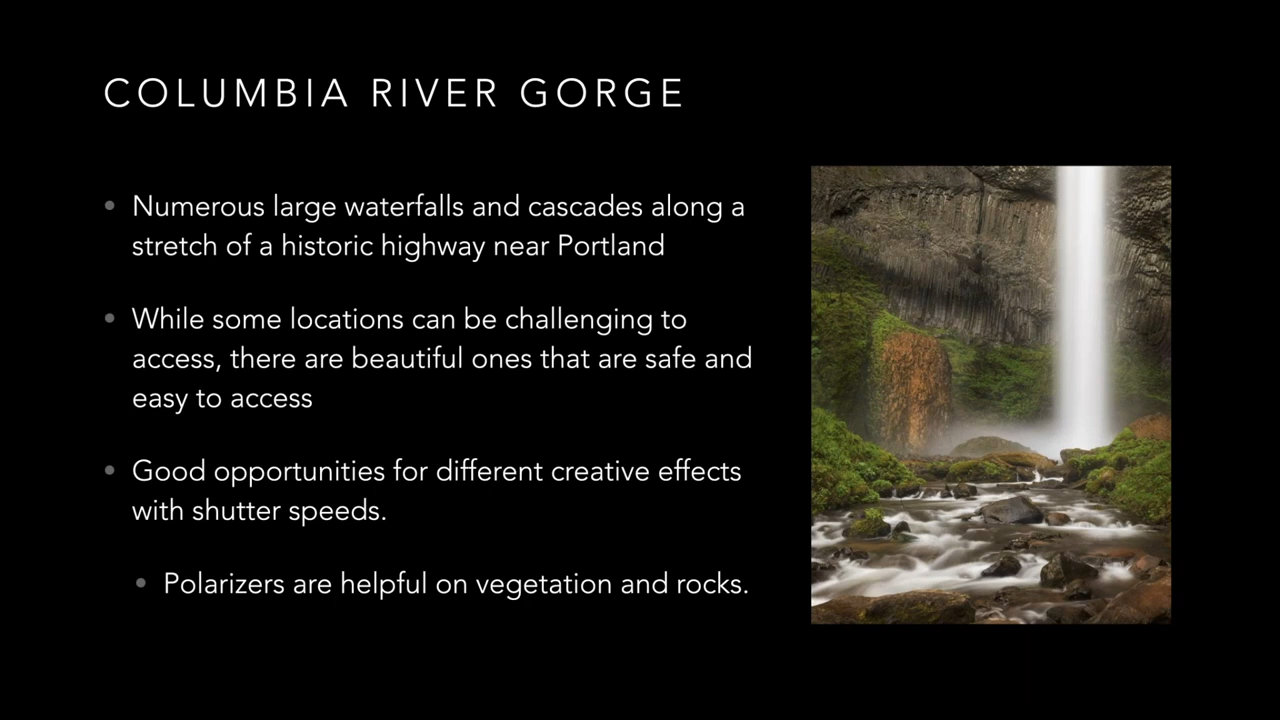 COLUMBIA RIVER GORGE
• Numerous large waterfalls and cascades along a
stretch of a historic highway near Portland
• While some locations can be challenging to
access, there are beautiful ones that are safe and
easy to access
• Good opportunities for different creative effects
with shutter speeds.
• Polarizers are helpful on vegetation and rocks.